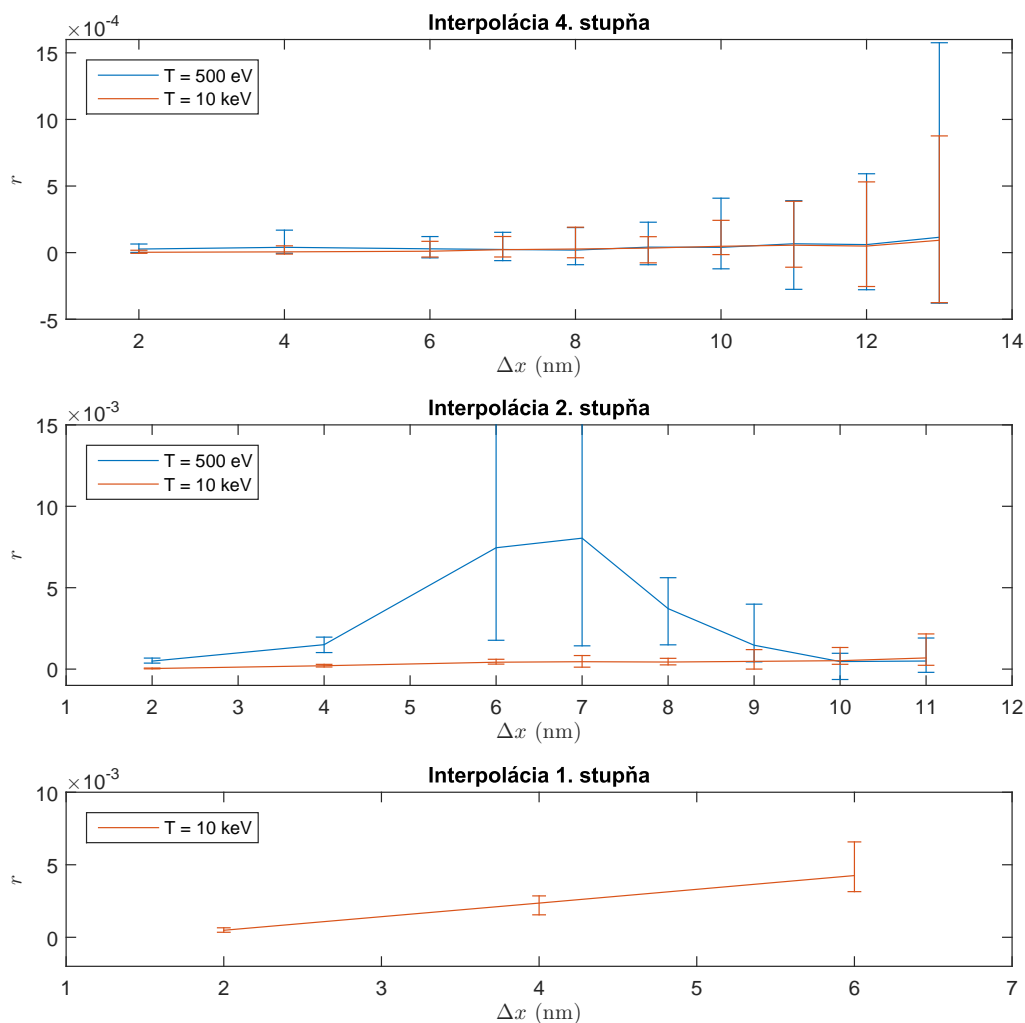 Interpolácia 4. stupňa
×10-4
15
10
5
0
-5
r
T = 500 eV
T = 10 keV
2 4 6 8 10 12 14
Δx (nm)
Interpolácia 2. stupňa
×10-3
15
10
5
0
r
T = 500 eV
T = 10 keV
1 2 3 4 5 6 7 8 9 10 11 12
Δx (nm)
Interpolácia 1. stupňa
×10-3
10
5
0
r
T = 10 keV
1 2 3 4 5 6 7
Δx (nm)